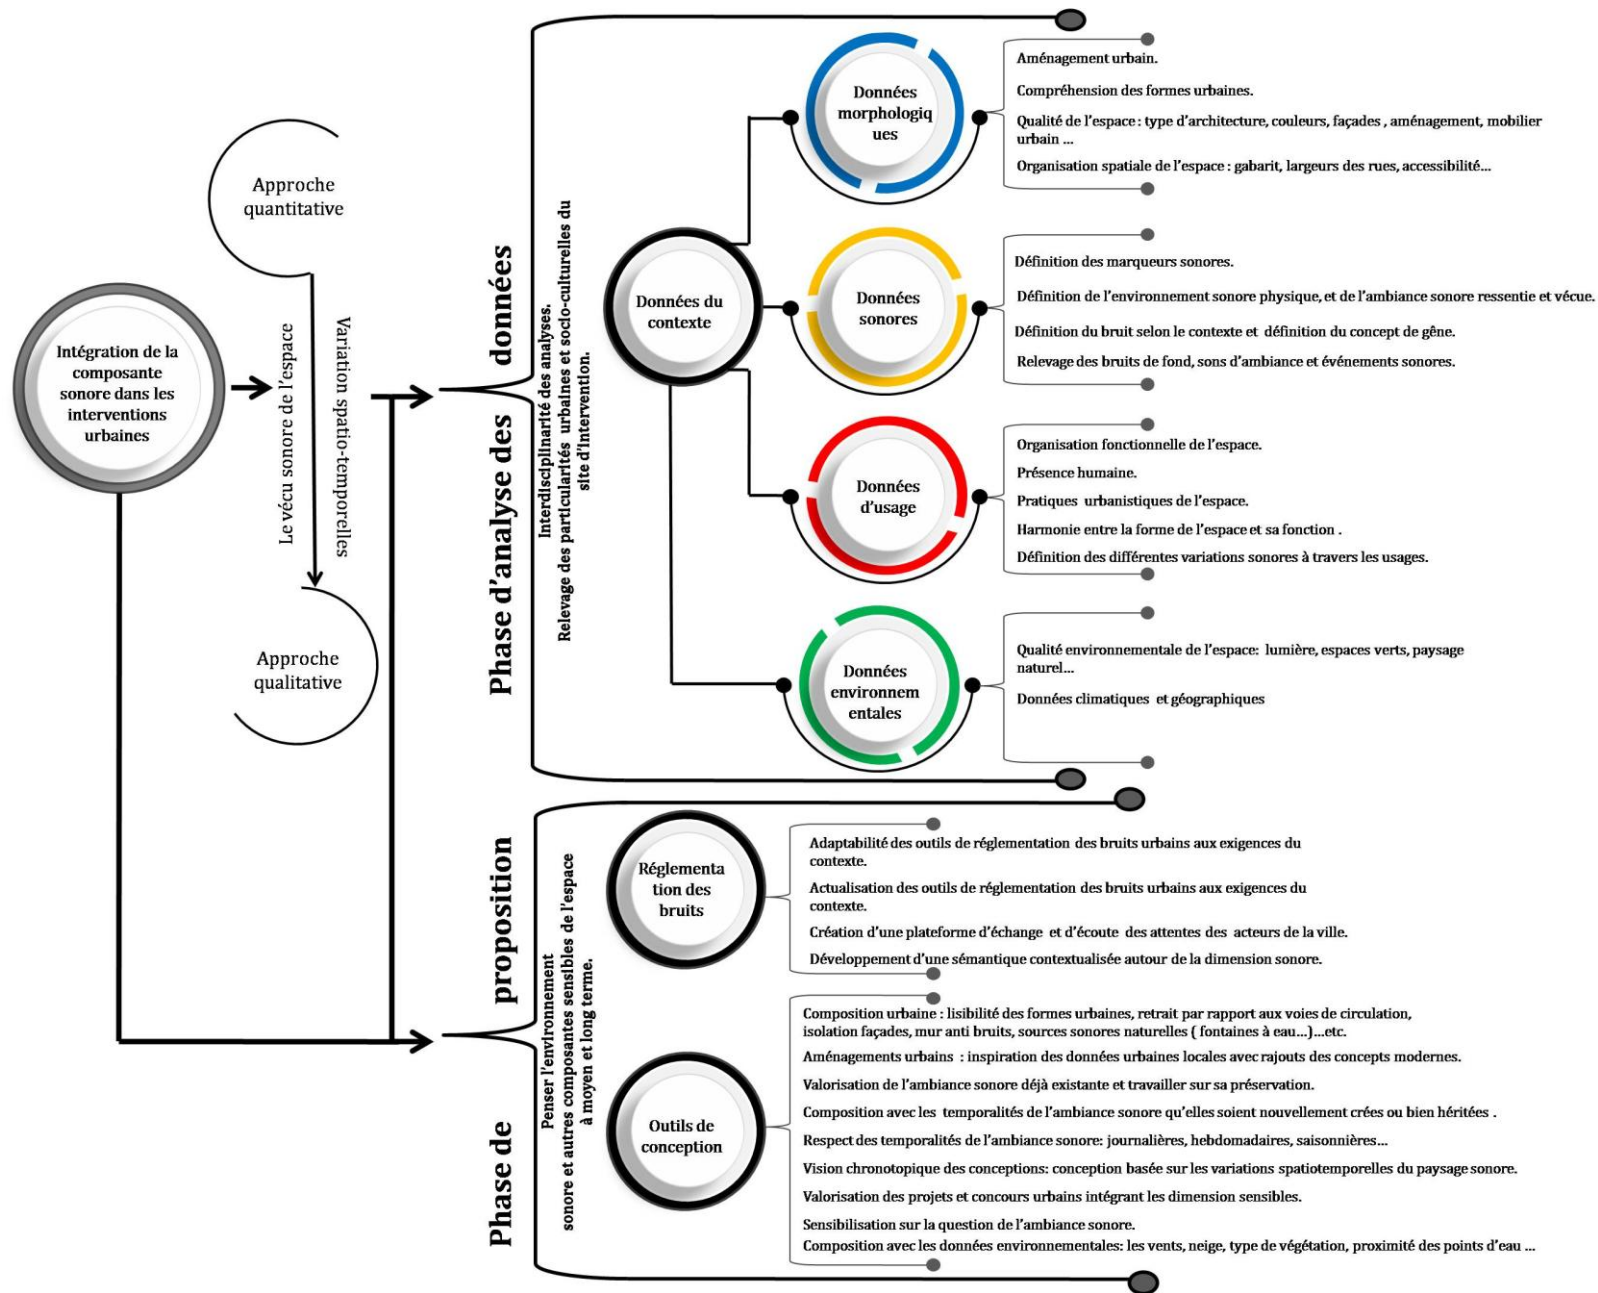 Intégration de la
composante
sonore dans les
interventions
urbaines
Approche
quantitative
Le vécu sonore de l'espace
Variation spatio-temporelles
Approche
qualitative
Phase d'analyse des données
Interdisciplinarité des analyses.
Relevage des particularités urbaines et socio-culturelles du
site d'intervention.
Données du
contexte
Données
morphologiq
ues
Aménagement urbain.
Compréhension des formes urbaines.
Qualité de l'espace : type d'architecture, couleurs, façades , aménagement, mobilier
urbain ...
Organisation spatiale de l'espace : gabarit, largeurs des rues, accessibilité...
Données
sonores
Définition des marqueurs sonores.
Définition de l'environnement sonore physique, et de l'ambiance sonore ressentie et vécue.
Définition du bruit selon le contexte et définition du concept de gêne.
Relevage des bruits de fond, sons d'ambiance et événements sonores.
Données
d'usage
Organisation fonctionnelle de l'espace.
Présence humaine.
Pratiques urbanistiques de l'espace.
Harmonie entre la forme de l'espace et sa fonction .
Définition des différentes variations sonores à travers les usages.
Données
environnem
entales
Qualité environnementale de l'espace: lumière, espaces verts, paysage
naturel...
Données climatiques et géographiques
Phase de proposition
Penser l'environnement
sonore et autres composantes sensibles de l'espace
à moyen et long terme.
Réglementa
tion des
bruits
Adaptabilité des outils de réglementation des bruits urbains aux exigences du
contexte.
Actualisation des outils de réglementation des bruits urbains aux exigences du
contexte.
Création d'une plateforme d'échange et d'écoute des attentes des acteurs de la ville.
Développement d'une sémantique contextualisée autour de la dimension sonore.
Outils de
conception
Composition urbaine : lisibilité des formes urbaines, retrait par rapport aux voies de circulation,
isolation façades, mur anti bruits, sources sonores naturelles ( fontaines à eau...)...etc.
Aménagements urbains : inspiration des données urbaines locales avec rajouts des concepts modernes.
Valorisation de l'ambiance sonore déjà existante et travailler sur sa préservation.
Composition avec les temporalités de l'ambiance sonore qu'elles soient nouvellement crées ou bien héritées .
Respect des temporalités de l'ambiance sonore: journalières, hebdomadaires, saisonnières...
Vision chronotopique des conceptions: conception basée sur les variations spatiotemporelles du paysage sonore.
Valorisation des projets et concours urbains intégrant les dimension sensibles.
Sensibilisation sur la question de l'ambiance sonore.
Composition avec les données environnementales: les vents, neige, type de végétation, proximité des points d'eau ...